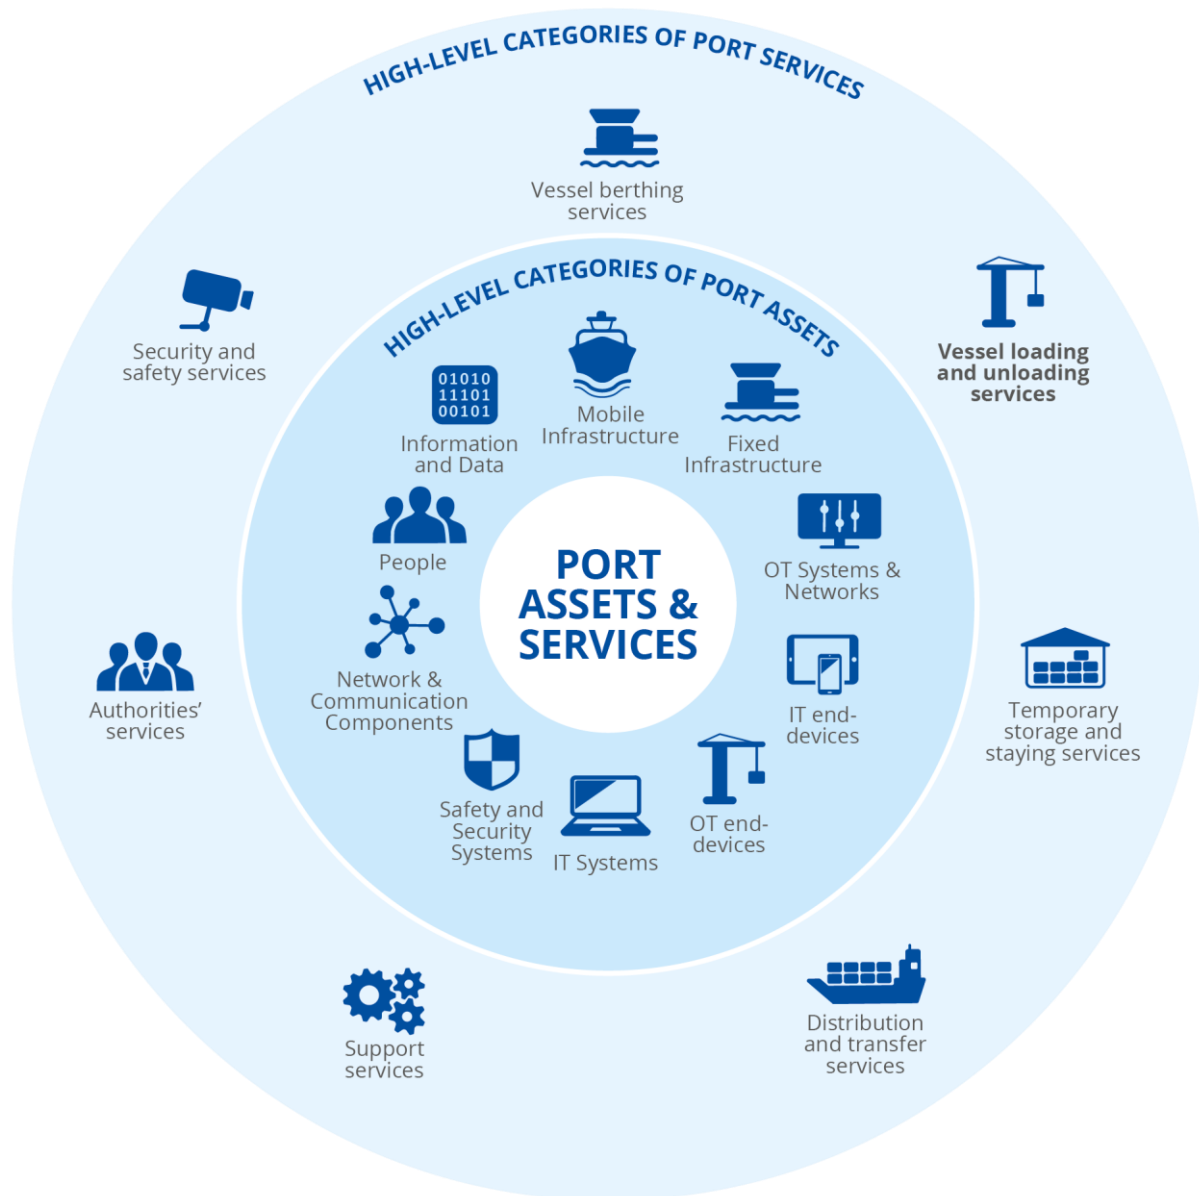 HIGH-LEVEL CATEGORIES OF PORT SERVICES
Vessel berthing
services
Vessel loading
and unloading
services
Temporary
storage and
staying services
Distribution
and transfer
services
Support
services
Authorities’
services
Security and
safety services
HIGH-LEVEL CATEGORIES OF PORT ASSETS
Mobile
Infrastructure
Fixed
Infrastructure
OT Systems &
Networks
IT end-
devices
OT end-
devices
IT Systems
Safety and
Security
Systems
Network &
Communication
Components
People
01010
11101
00101
Information
and Data
PORT
ASSETS &
SERVICES